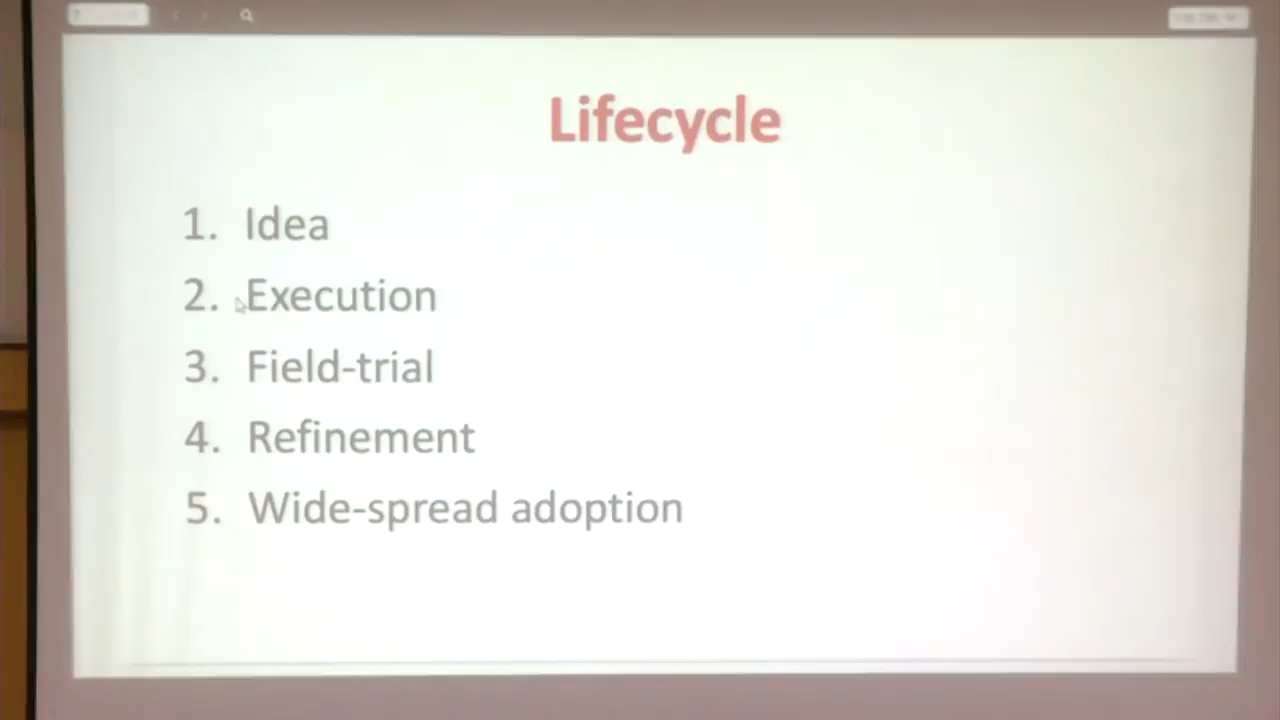 Lifecycle
1. Idea
2. Execution
3. Field-trial
4. Refinement
5. Wide-spread adoption